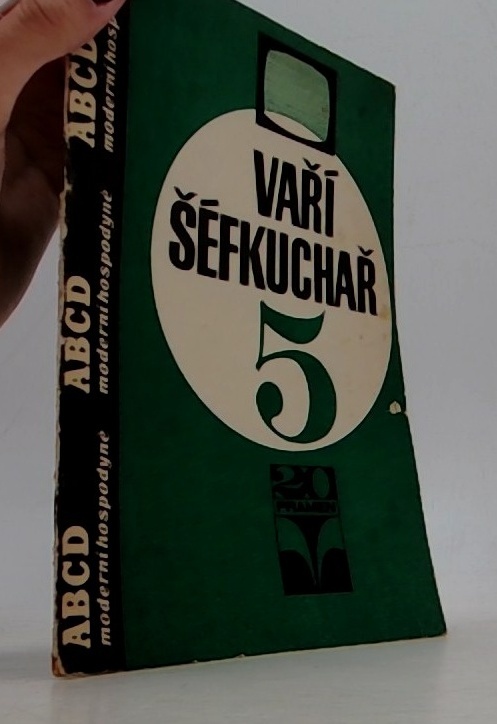 VAŘÍ
ŠÉFKUCHAŘ
5
20
PRAMEN
ABCD
moderní hosp
ABCD
moderní hospodyně
ABCD
moderní hospodyně